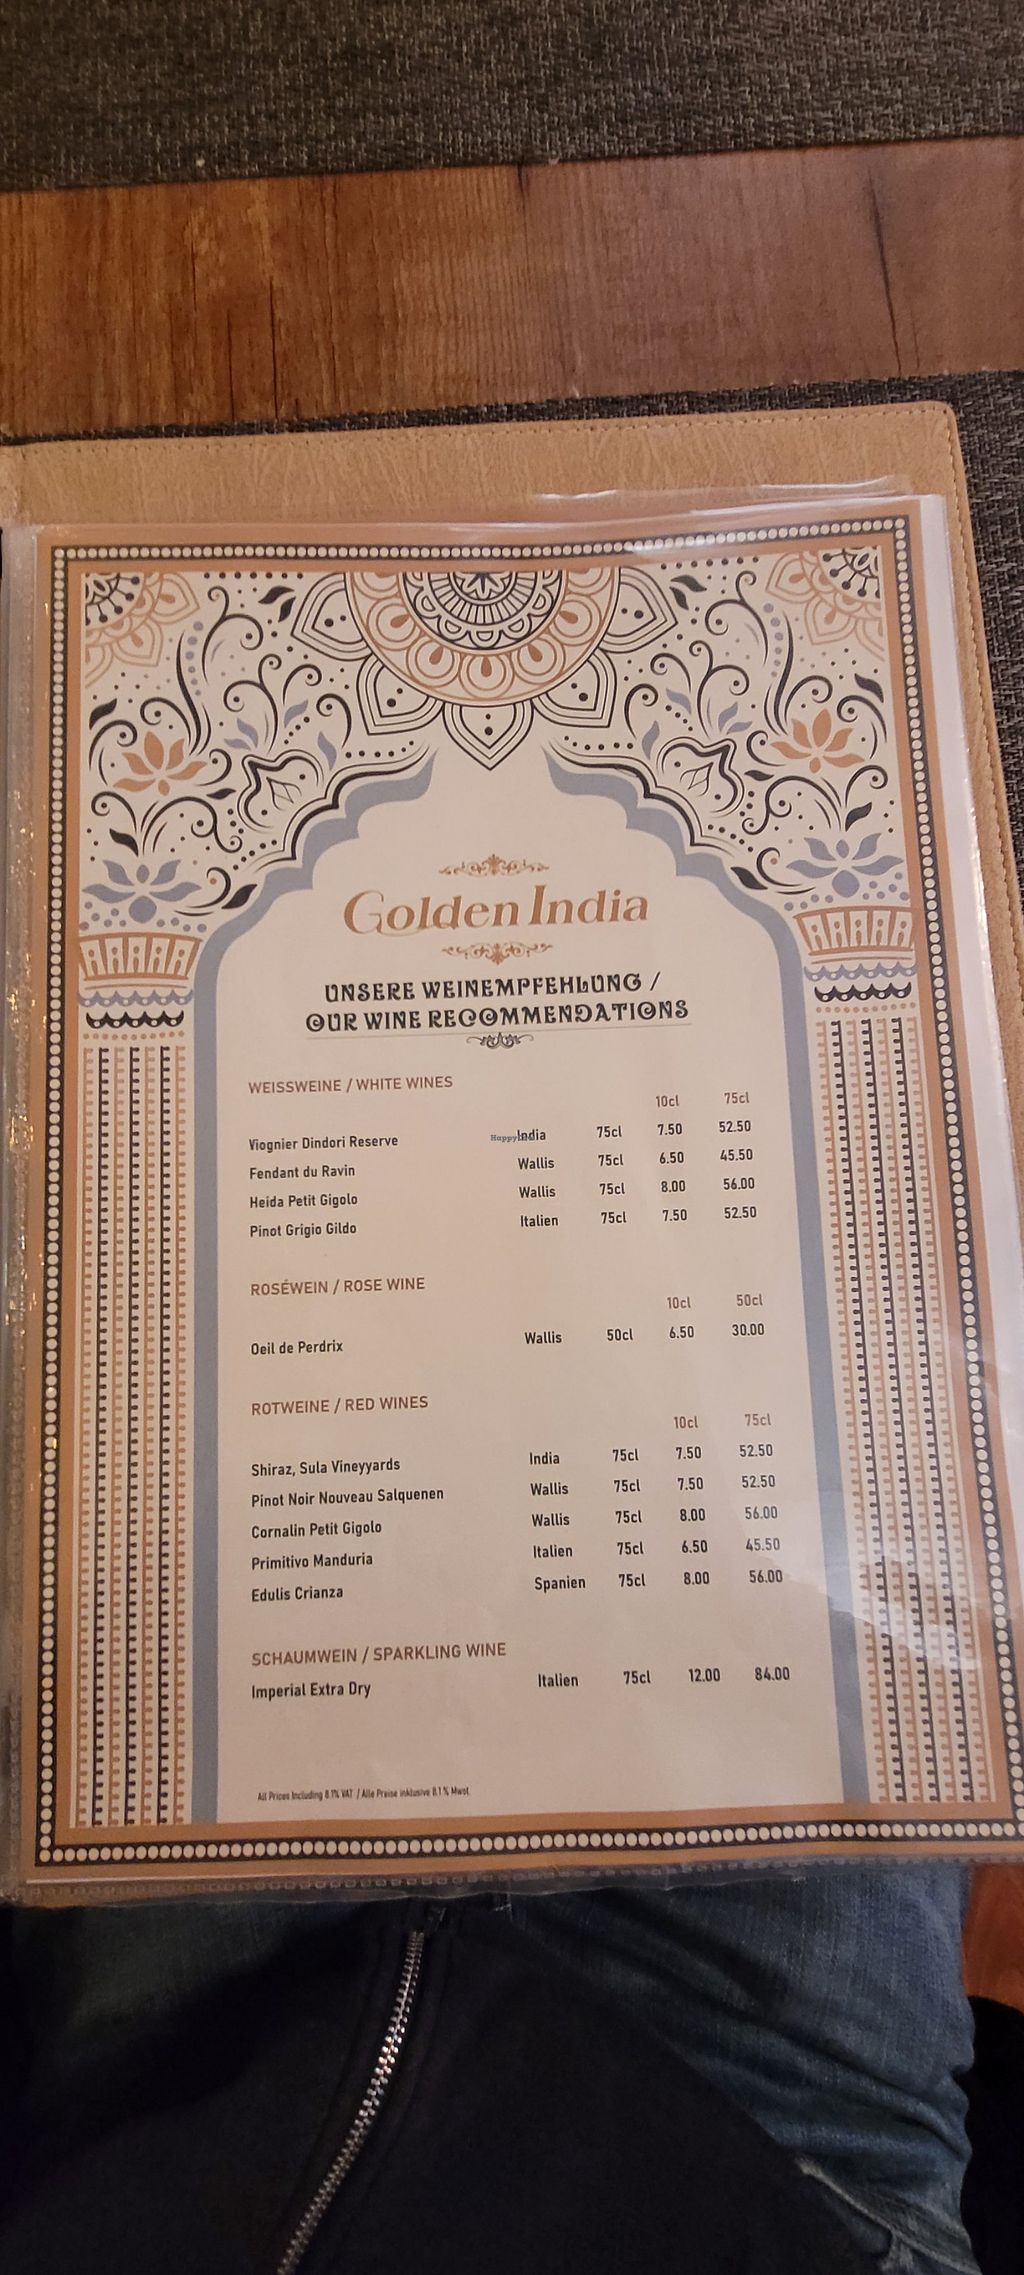 Golden India
UNSERE WEINEMPFEHLUNG /
OUR WINE RECOMMENDATIONS
WEISSWEINE / WHITE WINES
10cl 75cl
Viognier Dindori Reserve India 75cl 7.50 52.50
Fendant du Ravin Wallis 75cl 6.50 45.50
Heida Petit Gigolo Wallis 75cl 8.00 56.00
Pinot Grigio Gildo Italien 75cl 7.50 52.50
ROSÉWEIN / ROSE WINE
10cl 50cl
Oeil de Perdrix Wallis 50cl 6.50 30.00
ROTWEINE / RED WINES
10cl 75cl
Shiraz, Sula Vineyyards India 75cl 7.50 52.50
Pinot Noir Nouveau Salquenen Wallis 75cl 7.50 52.50
Cornalin Petit Gigolo Wallis 75cl 8.00 56.00
Primitivo Manduria Italien 75cl 6.50 45.50
Edulis Crianza Spanien 75cl 8.00 56.00
SCHAUMWEIN / SPARKLING WINE
Imperial Extra Dry Italien 75cl 12.00 84.00
All Prices Including 8.1% VAT / Alle Preise inklusive 8.1 % Mwst.